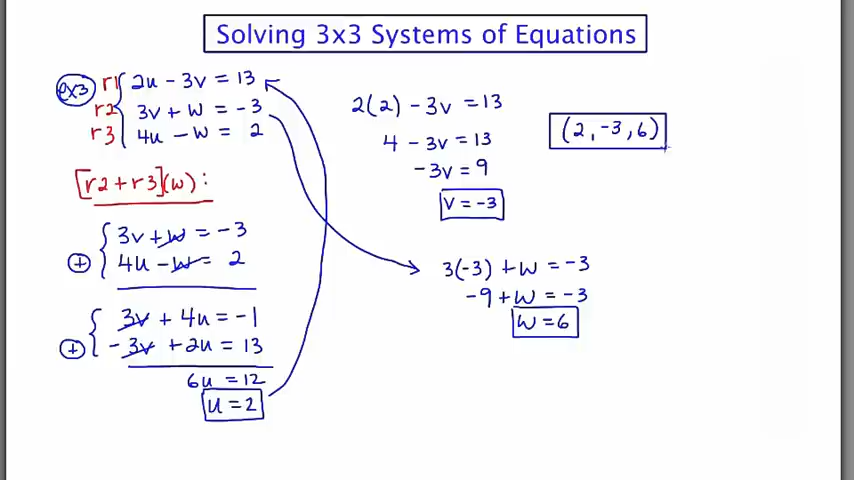 Solving 3x3 Systems of Equations
ex3
r1 2u - 3v = 13
r2 3v + w = -3
r3 4u - w = 2
[r2 + r3](w):
3v + w = -3
+ 4u - w = 2
3v + 4u = -1
+ -3v + 2u = 13
6u = 12
u = 2
2(2) - 3v = 13
4 - 3v = 13
-3v = 9
v = -3
3(-3) + w = -3
-9 + w = -3
w = 6
(2, -3, 6)